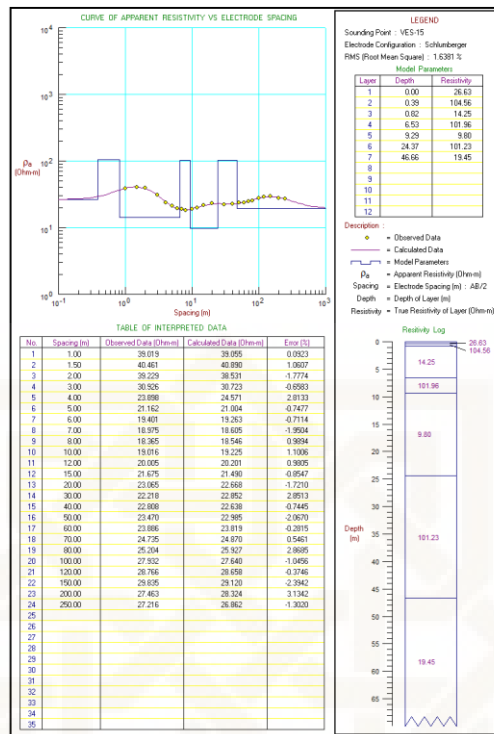 CURVE OF APPARENT RESISTIVITY VS ELECTRODE SPACING
10⁴
10³
10²
10¹
10⁰
ρa
(Ohm-m)
10⁻¹ 10⁰ 10¹ 10² 10³
Spacing (m)
TABLE OF INTERPRETED DATA
No. Spacing (m) Observed Data (Ohm-m) Calculated Data (Ohm-m) Error (%)
1 1.00 39.019 39.055 0.0923
2 1.50 40.461 40.890 1.0607
3 2.00 39.229 38.531 -1.7774
4 3.00 30.926 30.723 -0.6583
5 4.00 23.898 24.571 2.8133
6 5.00 21.162 21.004 -0.7477
7 6.00 19.401 19.263 -0.7114
8 7.00 18.975 18.605 -1.9504
9 8.00 18.365 18.546 0.9894
10 10.00 19.016 19.225 1.1006
11 12.00 20.005 20.201 0.9805
12 15.00 21.675 21.490 -0.8547
13 20.00 23.065 22.668 -1.7210
14 30.00 22.218 22.852 2.8513
15 40.00 22.808 22.638 -0.7445
16 50.00 23.470 22.985 -2.0670
17 60.00 23.886 23.819 -0.2815
18 70.00 24.735 24.870 0.5461
19 80.00 25.204 25.927 2.8685
20 100.00 27.932 27.640 -1.0456
21 120.00 28.766 28.658 -0.3746
22 150.00 29.835 29.120 -2.3942
23 200.00 27.463 28.324 3.1342
24 250.00 27.216 26.862 -1.3020
25
26
27
28
29
30
31
32
33
34
35
LEGEND
Sounding Point : VES-15
Electrode Configuration : Schlumberger
RMS (Root Mean Square) : 1.6381 %
Model Parameters
Layer Depth Resistivity
1 0.00 26.63
2 0.39 104.56
3 0.82 14.25
4 6.53 101.96
5 9.29 9.80
6 24.37 101.23
7 46.66 19.45
8
9
10
11
12
Description :
= Observed Data
= Calculated Data
= Model Parameters
ρa = Apparent Resistivity (Ohm-m)
Spacing = Electrode Spacing (m) : AB/2
Depth = Depth of Layer (m)
Resistivity = True Resistivity of Layer (Ohm-m)
Resitivity Log
0
5
10
15
20
25
30
35
40
45
50
55
60
65
Depth
(m)
26.63
104.56
14.25
101.96
9.80
101.23
19.45